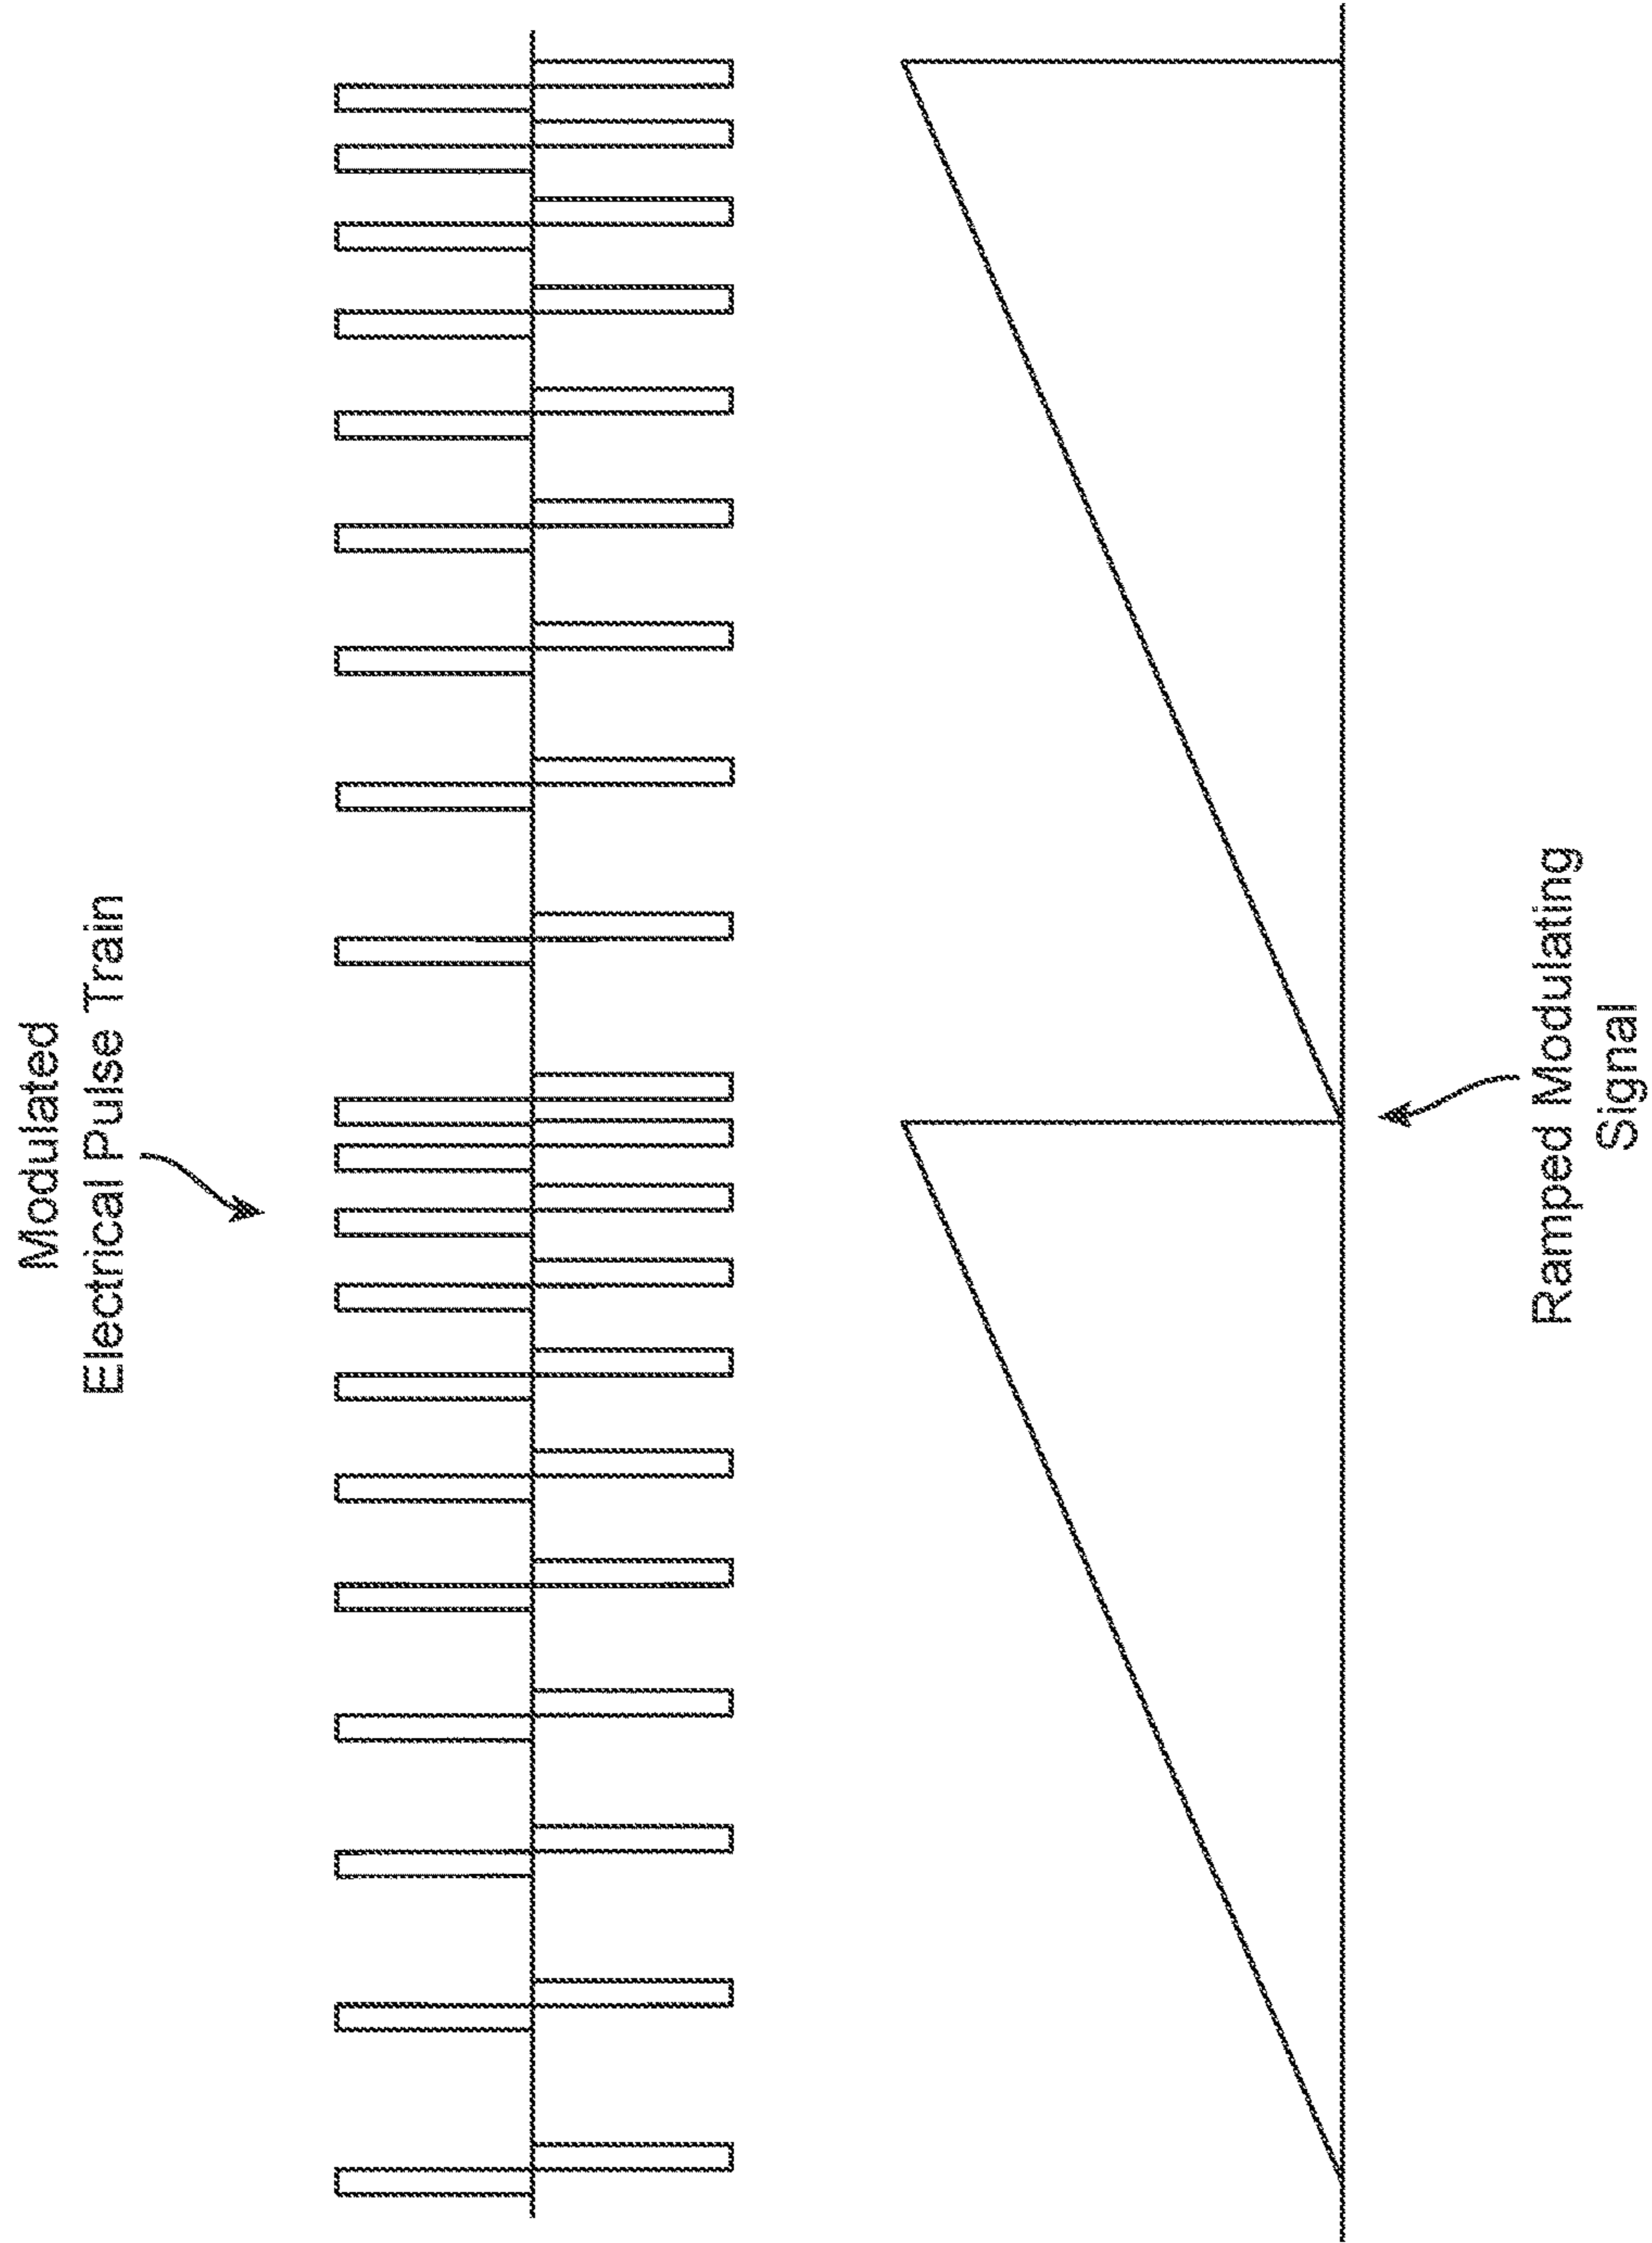 Modulated
Electrical Pulse Train
Ramped Modulating
Signal